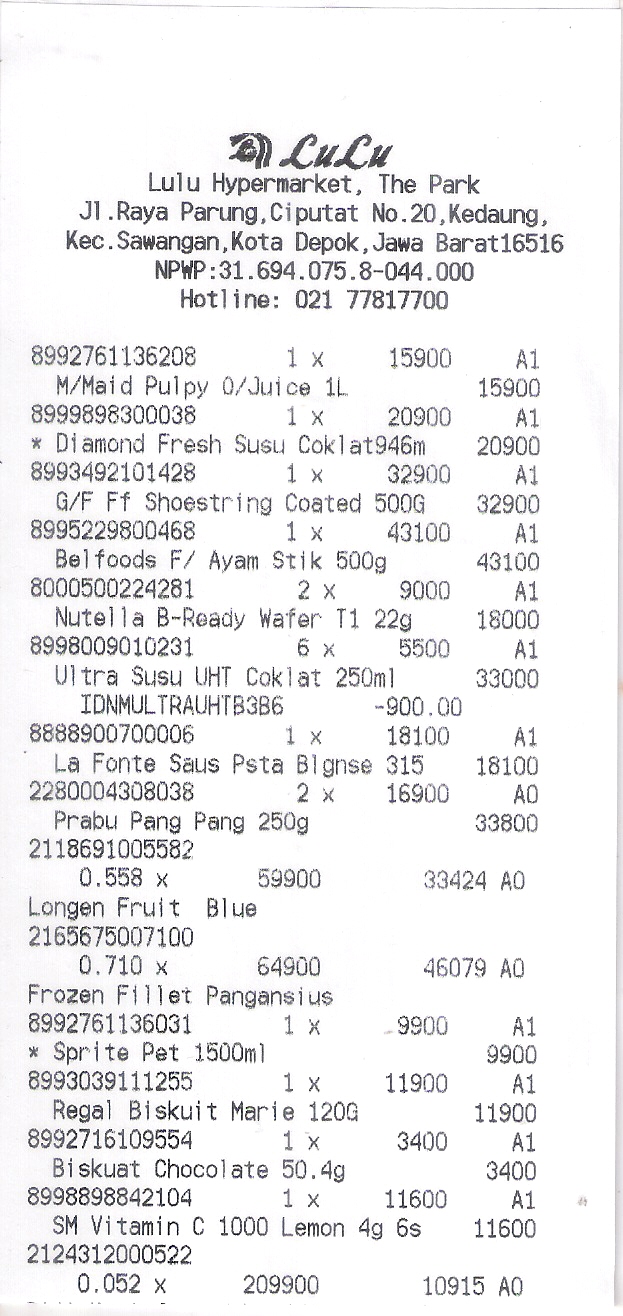 LuLu
Lulu Hypermarket, The Park
Jl.Raya Parung,Ciputat No.20,Kedaung,
Kec.Sawangan,Kota Depok,Jawa Barat16516
NPWP:31.694.075.8-044.000
Hotline: 021 77817700
8992761136208 1 x 15900 A1
M/Maid Pulpy O/Juice 1L 15900
8999898300038 1 x 20900 A1
* Diamond Fresh Susu Coklat946m 20900
8993492101428 1 x 32900 A1
G/F Ff Shoestring Coated 500G 32900
8995229800468 1 x 43100 A1
Belfoods F/ Ayam Stik 500g 43100
8000500224281 2 x 9000 A1
Nutella B-Ready Wafer T1 22g 18000
8998009010231 6 x 5500 A1
Ultra Susu UHT Coklat 250ml 33000
IDNMULTRAUHTB3B6 -900.00
8888900700006 1 x 18100 A1
La Fonte Saus Psta Blgnse 315 18100
2280004308038 2 x 16900 A0
Prabu Pang Pang 250g 33800
2118691005582
0.558 x 59900 33424 A0
Longen Fruit Blue
2165675007100
0.710 x 64900 46079 A0
Frozen Fillet Pangansius
8992761136031 1 x 9900 A1
* Sprite Pet 1500ml 9900
8993039111255 1 x 11900 A1
Regal Biskuit Marie 120G 11900
8992716109554 1 x 3400 A1
Biskuat Chocolate 50.4g 3400
8998898842104 1 x 11600 A1
SM Vitamin C 1000 Lemon 4g 6s 11600
2124312000522
0.052 x 209900 10915 A0